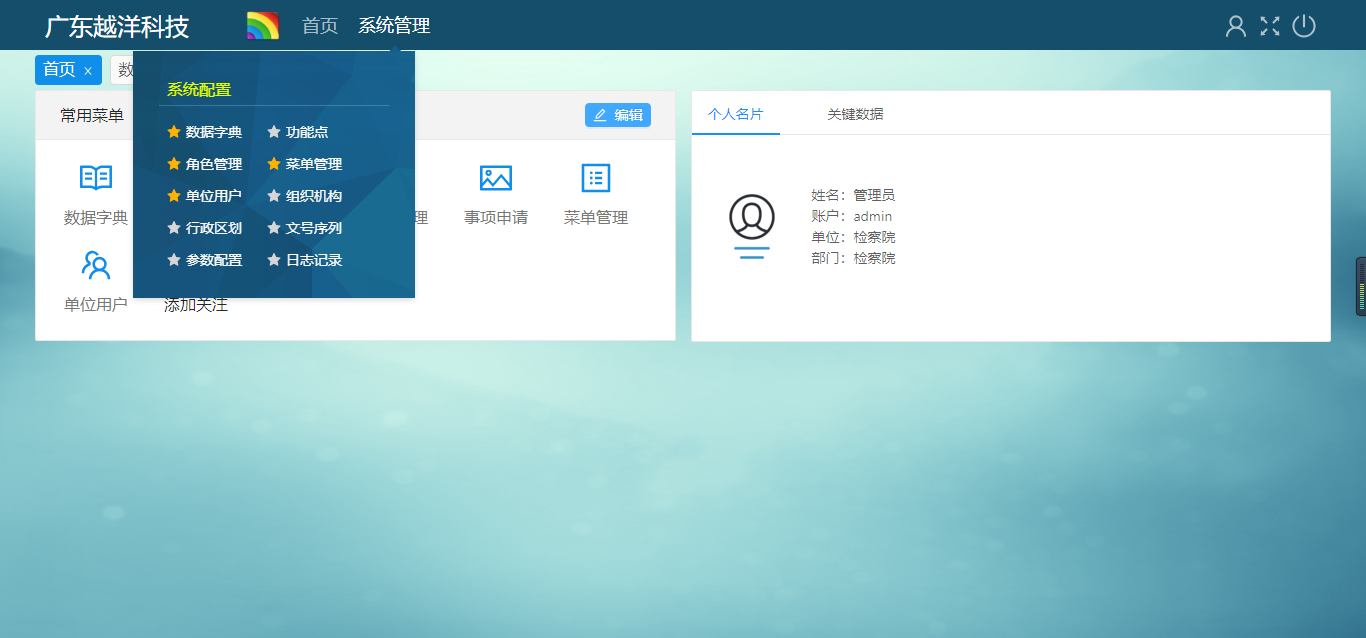 广东越洋科技
首页 系统管理
首页 x 数
系统配置
数据字典 功能点
角色管理 菜单管理
单位用户 组织机构
行政区划 文号序列
参数配置 日志记录
常用菜单 编辑
数据字典 理 事项申请 菜单管理
单位用户 添加关注
个人名片 关键数据
姓名：管理员
账户：admin
单位：检察院
部门：检察院